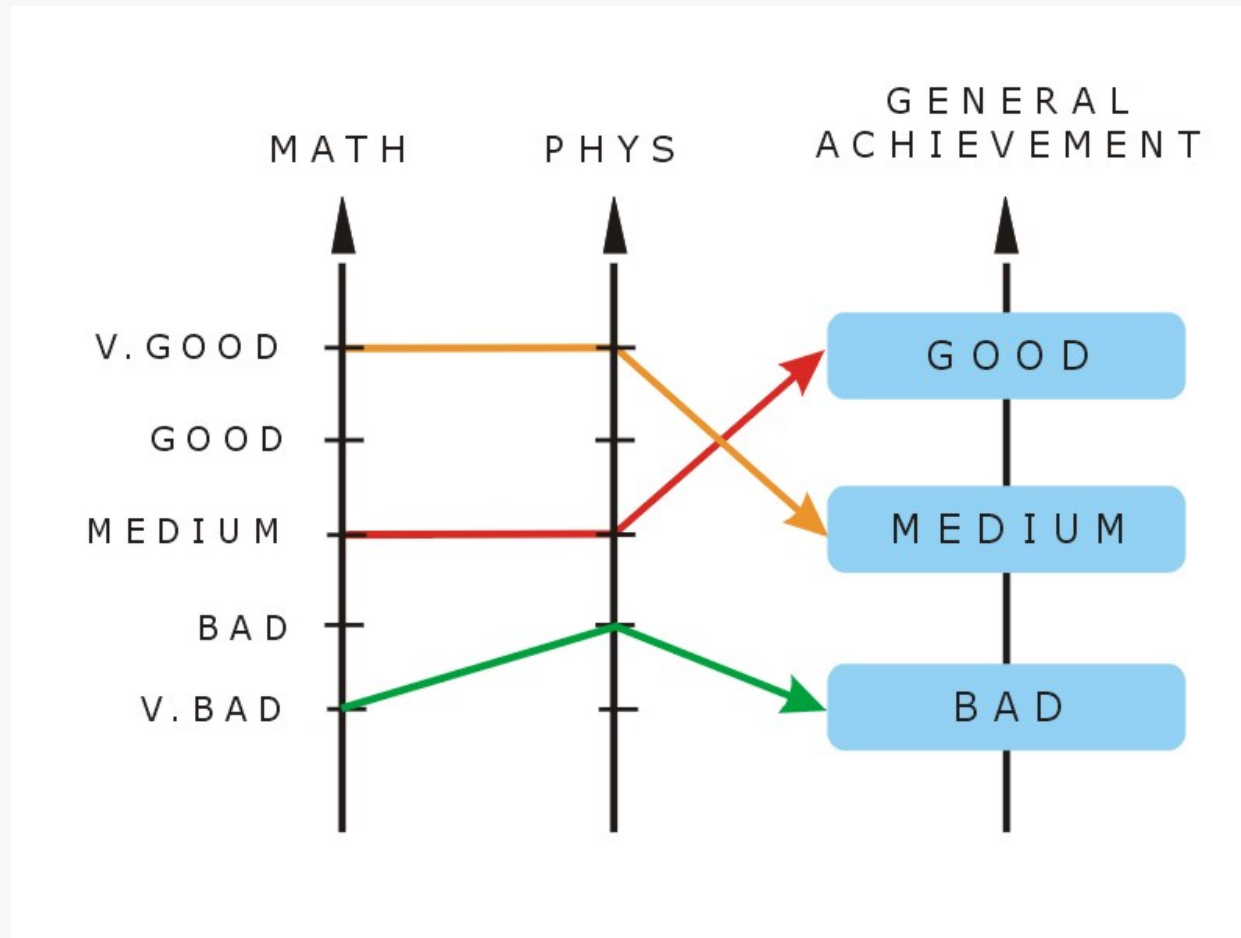 MATH
PHYS
GENERAL
ACHIEVEMENT
V.GOOD
GOOD
MEDIUM
BAD
V.BAD
GOOD
MEDIUM
BAD